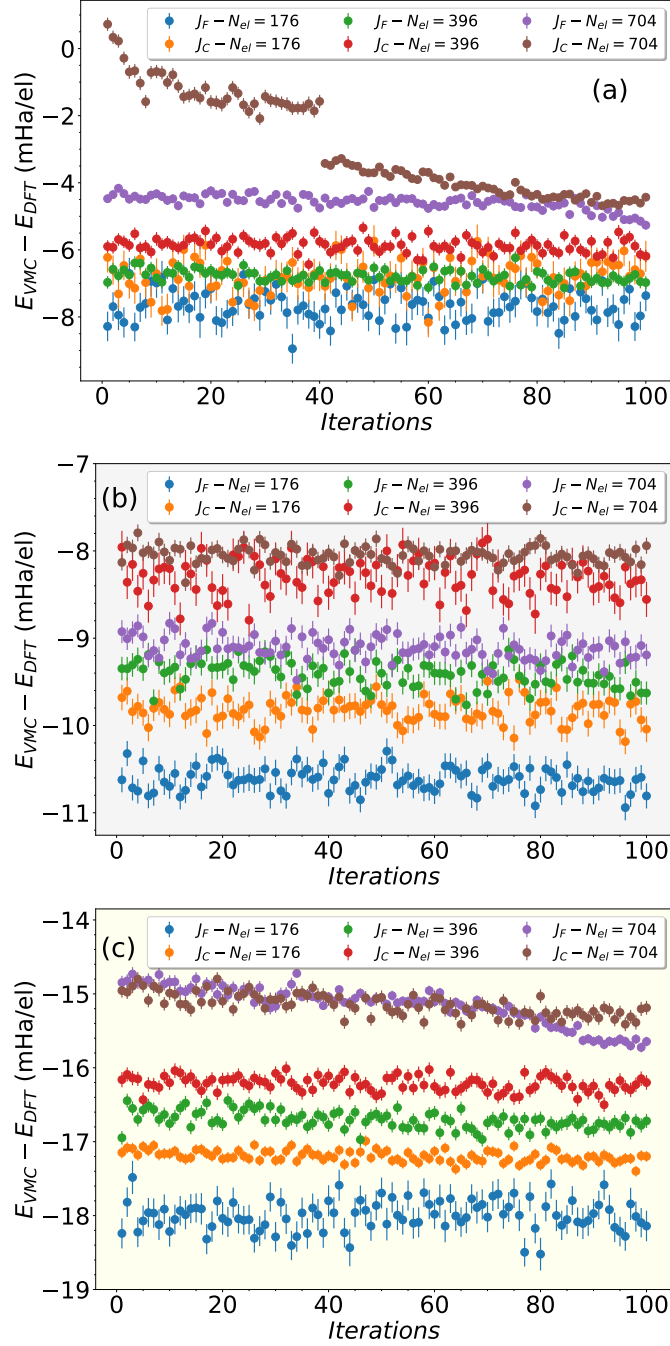 J_F − N_el = 176 J_F − N_el = 396 J_F − N_el = 704
J_C − N_el = 176 J_C − N_el = 396 J_C − N_el = 704
(a)
0
−2
−4
−6
−8
E_VMC − E_DFT (mHa/el)
0 20 40 60 80 100
Iterations
−7
J_F − N_el = 176 J_F − N_el = 396 J_F − N_el = 704
J_C − N_el = 176 J_C − N_el = 396 J_C − N_el = 704
(b)
−8
−9
−10
−11
E_VMC − E_DFT (mHa/el)
0 20 40 60 80 100
Iterations
−14
J_F − N_el = 176 J_F − N_el = 396 J_F − N_el = 704
J_C − N_el = 176 J_C − N_el = 396 J_C − N_el = 704
(c)
−15
−16
−17
−18
−19
E_VMC − E_DFT (mHa/el)
0 20 40 60 80 100
Iterations